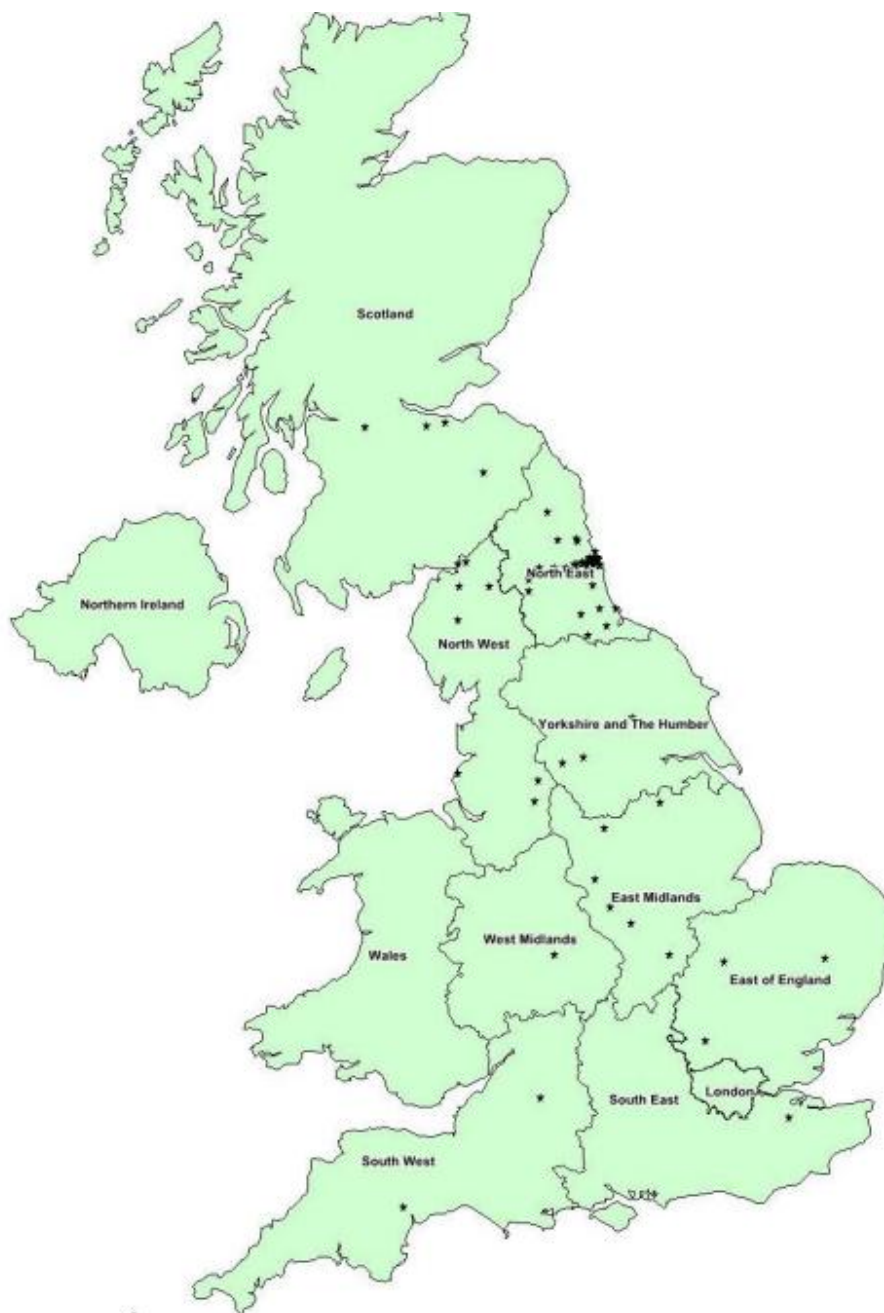 Scotland
North East
Northern Ireland
North West
Yorkshire and The Humber
East Midlands
West Midlands
Wales
East of England
London
South East
South West